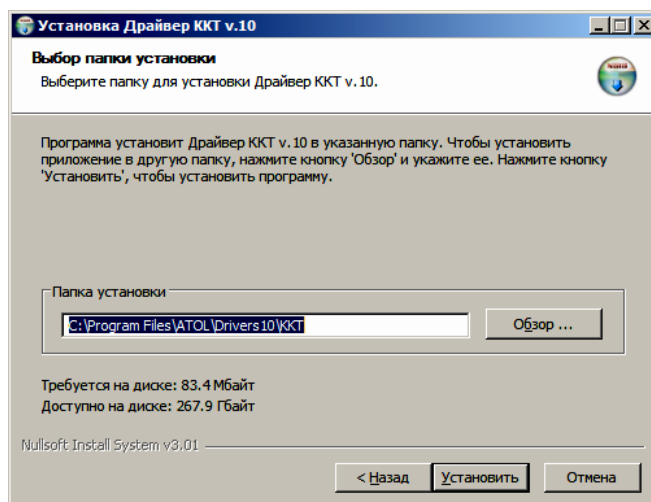 Установка Драйвер ККТ v.10
Выбор папки установки
Выберите папку для установки Драйвер ККТ v.10.
Программа установит Драйвер ККТ v.10 в указанную папку. Чтобы установить
приложение в другую папку, нажмите кнопку 'Обзор' и укажите ее. Нажмите кнопку
'Установить', чтобы установить программу.
Папка установки
C:\Program Files\ATOL\Drivers10\KKT
Обзор ...
Требуется на диске: 83.4 Мбайт
Доступно на диске: 267.9 Гбайт
Nullsoft Install System v3.01
< Назад Установить Отмена